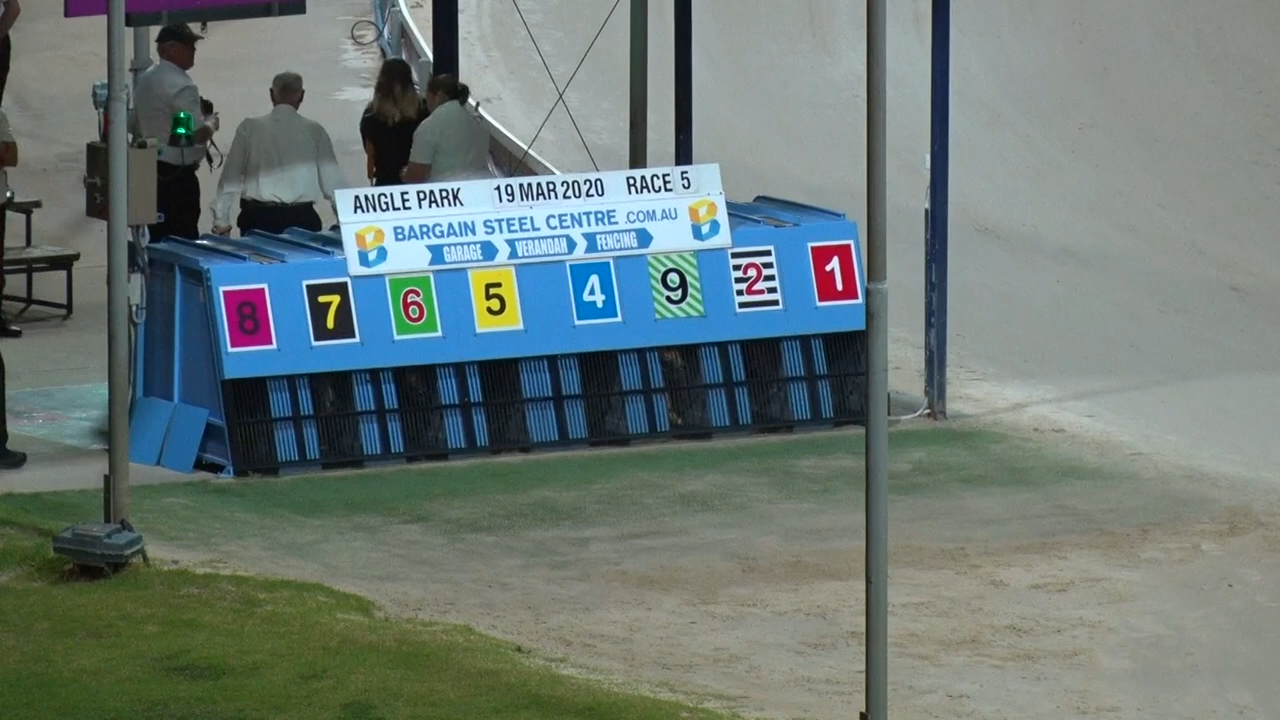 ANGLE PARK 19 MAR 2020 RACE 5
BARGAIN STEEL CENTRE .COM.AU
GARAGE VERANDAH FENCING
8 7 6 5 4 9 2 1